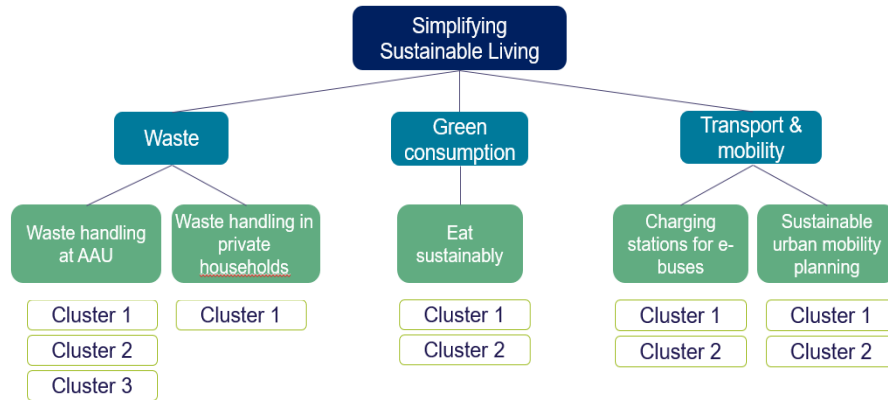 Simplifying
Sustainable Living
Waste
Green
consumption
Transport &
mobility
Waste handling
at AAU
Waste handling in
private
households
Eat
sustainably
Charging
stations for e-
buses
Sustainable
urban mobility
planning
Cluster 1
Cluster 2
Cluster 3
Cluster 1
Cluster 1
Cluster 2
Cluster 1
Cluster 2
Cluster 1
Cluster 2